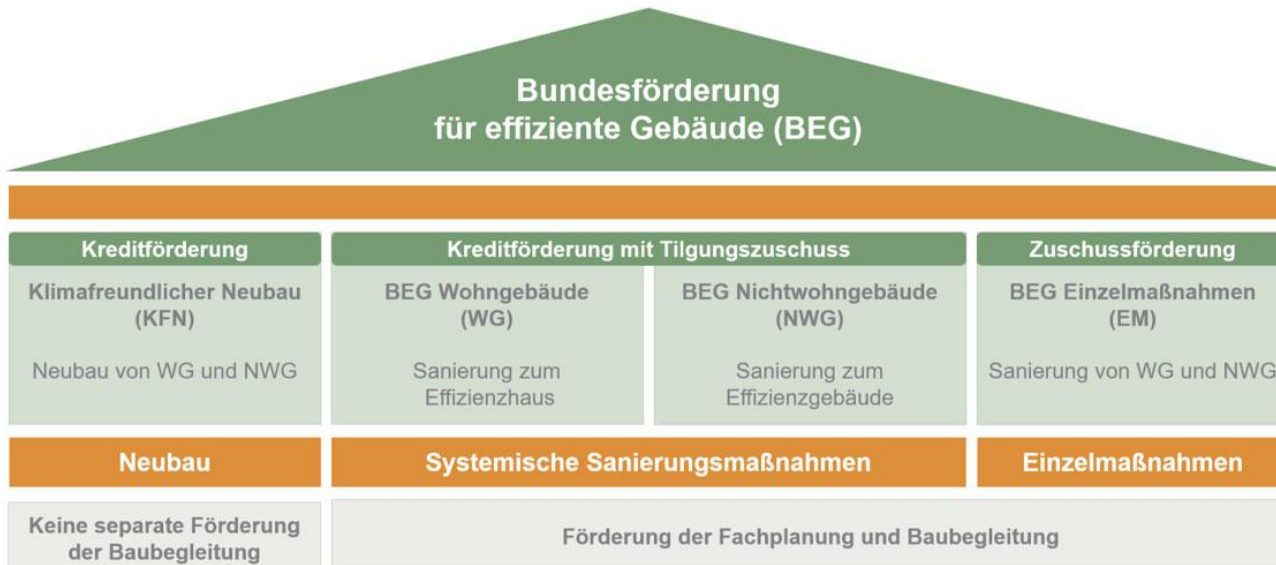 Bundesförderung
für effiziente Gebäude (BEG)
Kreditförderung
Kreditförderung mit Tilgungszuschuss
Zuschussförderung
Klimafreundlicher Neubau
(KFN)
Neubau von WG und NWG
BEG Wohngebäude
(WG)
Sanierung zum
Effizienzhaus
BEG Nichtwohngebäude
(NWG)
Sanierung zum
Effizienzgebäude
BEG Einzelmaßnahmen
(EM)
Sanierung von WG und NWG
Neubau
Systemische Sanierungsmaßnahmen
Einzelmaßnahmen
Keine separate Förderung
der Baubegleitung
Förderung der Fachplanung und Baubegleitung